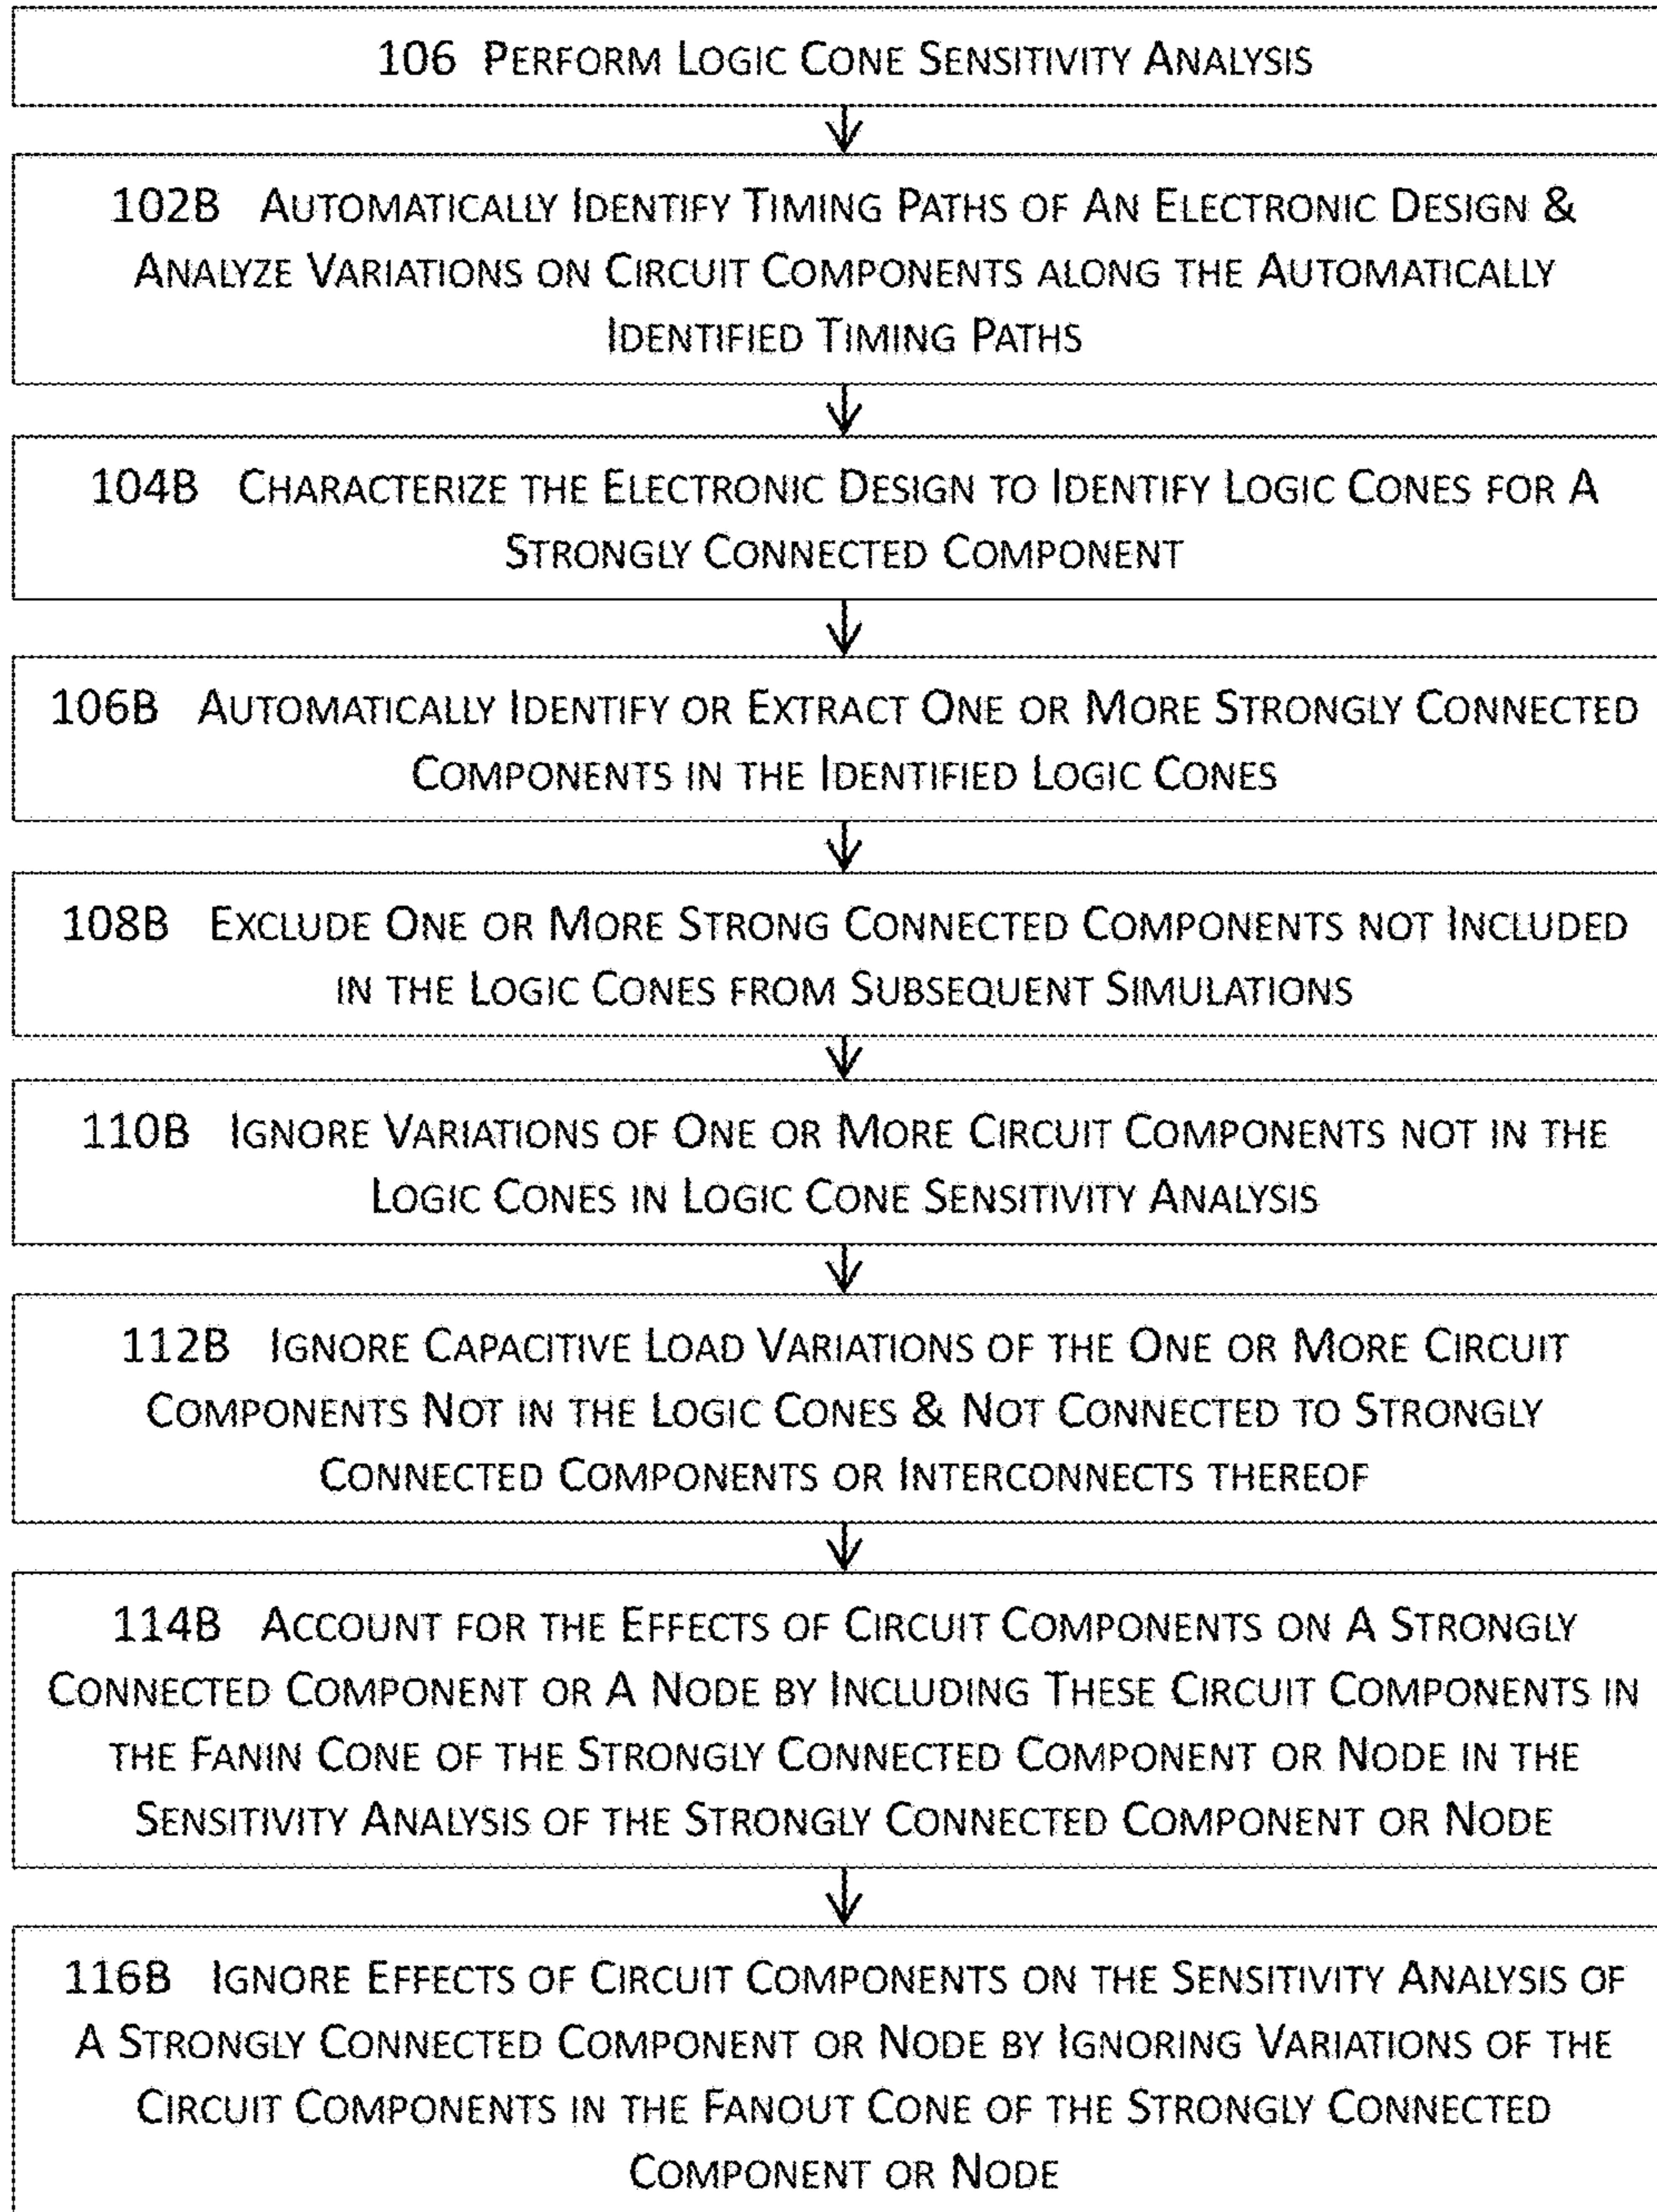 106 PERFORM LOGIC CONE SENSITIVITY ANALYSIS
102B AUTOMATICALLY IDENTIFY TIMING PATHS OF AN ELECTRONIC DESIGN &
ANALYZE VARIATIONS ON CIRCUIT COMPONENTS ALONG THE AUTOMATICALLY
IDENTIFIED TIMING PATHS
104B CHARACTERIZE THE ELECTRONIC DESIGN TO IDENTIFY LOGIC CONES FOR A
STRONGLY CONNECTED COMPONENT
106B AUTOMATICALLY IDENTIFY OR EXTRACT ONE OR MORE STRONGLY CONNECTED
COMPONENTS IN THE IDENTIFIED LOGIC CONES
108B EXCLUDE ONE OR MORE STRONG CONNECTED COMPONENTS NOT INCLUDED
IN THE LOGIC CONES FROM SUBSEQUENT SIMULATIONS
110B IGNORE VARIATIONS OF ONE OR MORE CIRCUIT COMPONENTS NOT IN THE
LOGIC CONES IN LOGIC CONE SENSITIVITY ANALYSIS
112B IGNORE CAPACITIVE LOAD VARIATIONS OF THE ONE OR MORE CIRCUIT
COMPONENTS NOT IN THE LOGIC CONES & NOT CONNECTED TO STRONGLY
CONNECTED COMPONENTS OR INTERCONNECTS THEREOF
114B ACCOUNT FOR THE EFFECTS OF CIRCUIT COMPONENTS ON A STRONGLY
CONNECTED COMPONENT OR A NODE BY INCLUDING THESE CIRCUIT COMPONENTS IN
THE FANIN CONE OF THE STRONGLY CONNECTED COMPONENT OR NODE IN THE
SENSITIVITY ANALYSIS OF THE STRONGLY CONNECTED COMPONENT OR NODE
116B IGNORE EFFECTS OF CIRCUIT COMPONENTS ON THE SENSITIVITY ANALYSIS OF
A STRONGLY CONNECTED COMPONENT OR NODE BY IGNORING VARIATIONS OF THE
CIRCUIT COMPONENTS IN THE FANOUT CONE OF THE STRONGLY CONNECTED
COMPONENT OR NODE